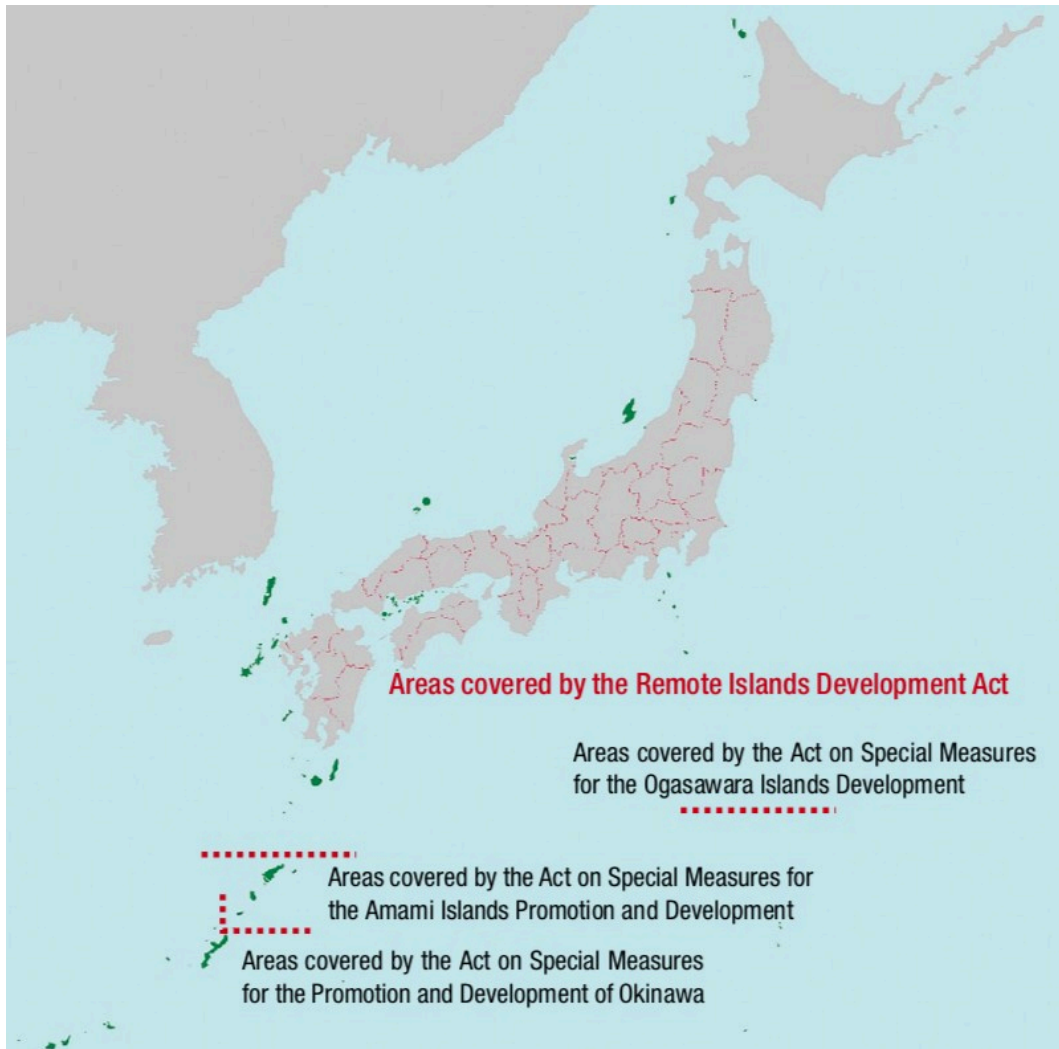 Areas covered by the Remote Islands Development Act
Areas covered by the Act on Special Measures
for the Ogasawara Islands Development
Areas covered by the Act on Special Measures for
the Amami Islands Promotion and Development
Areas covered by the Act on Special Measures
for the Promotion and Development of Okinawa